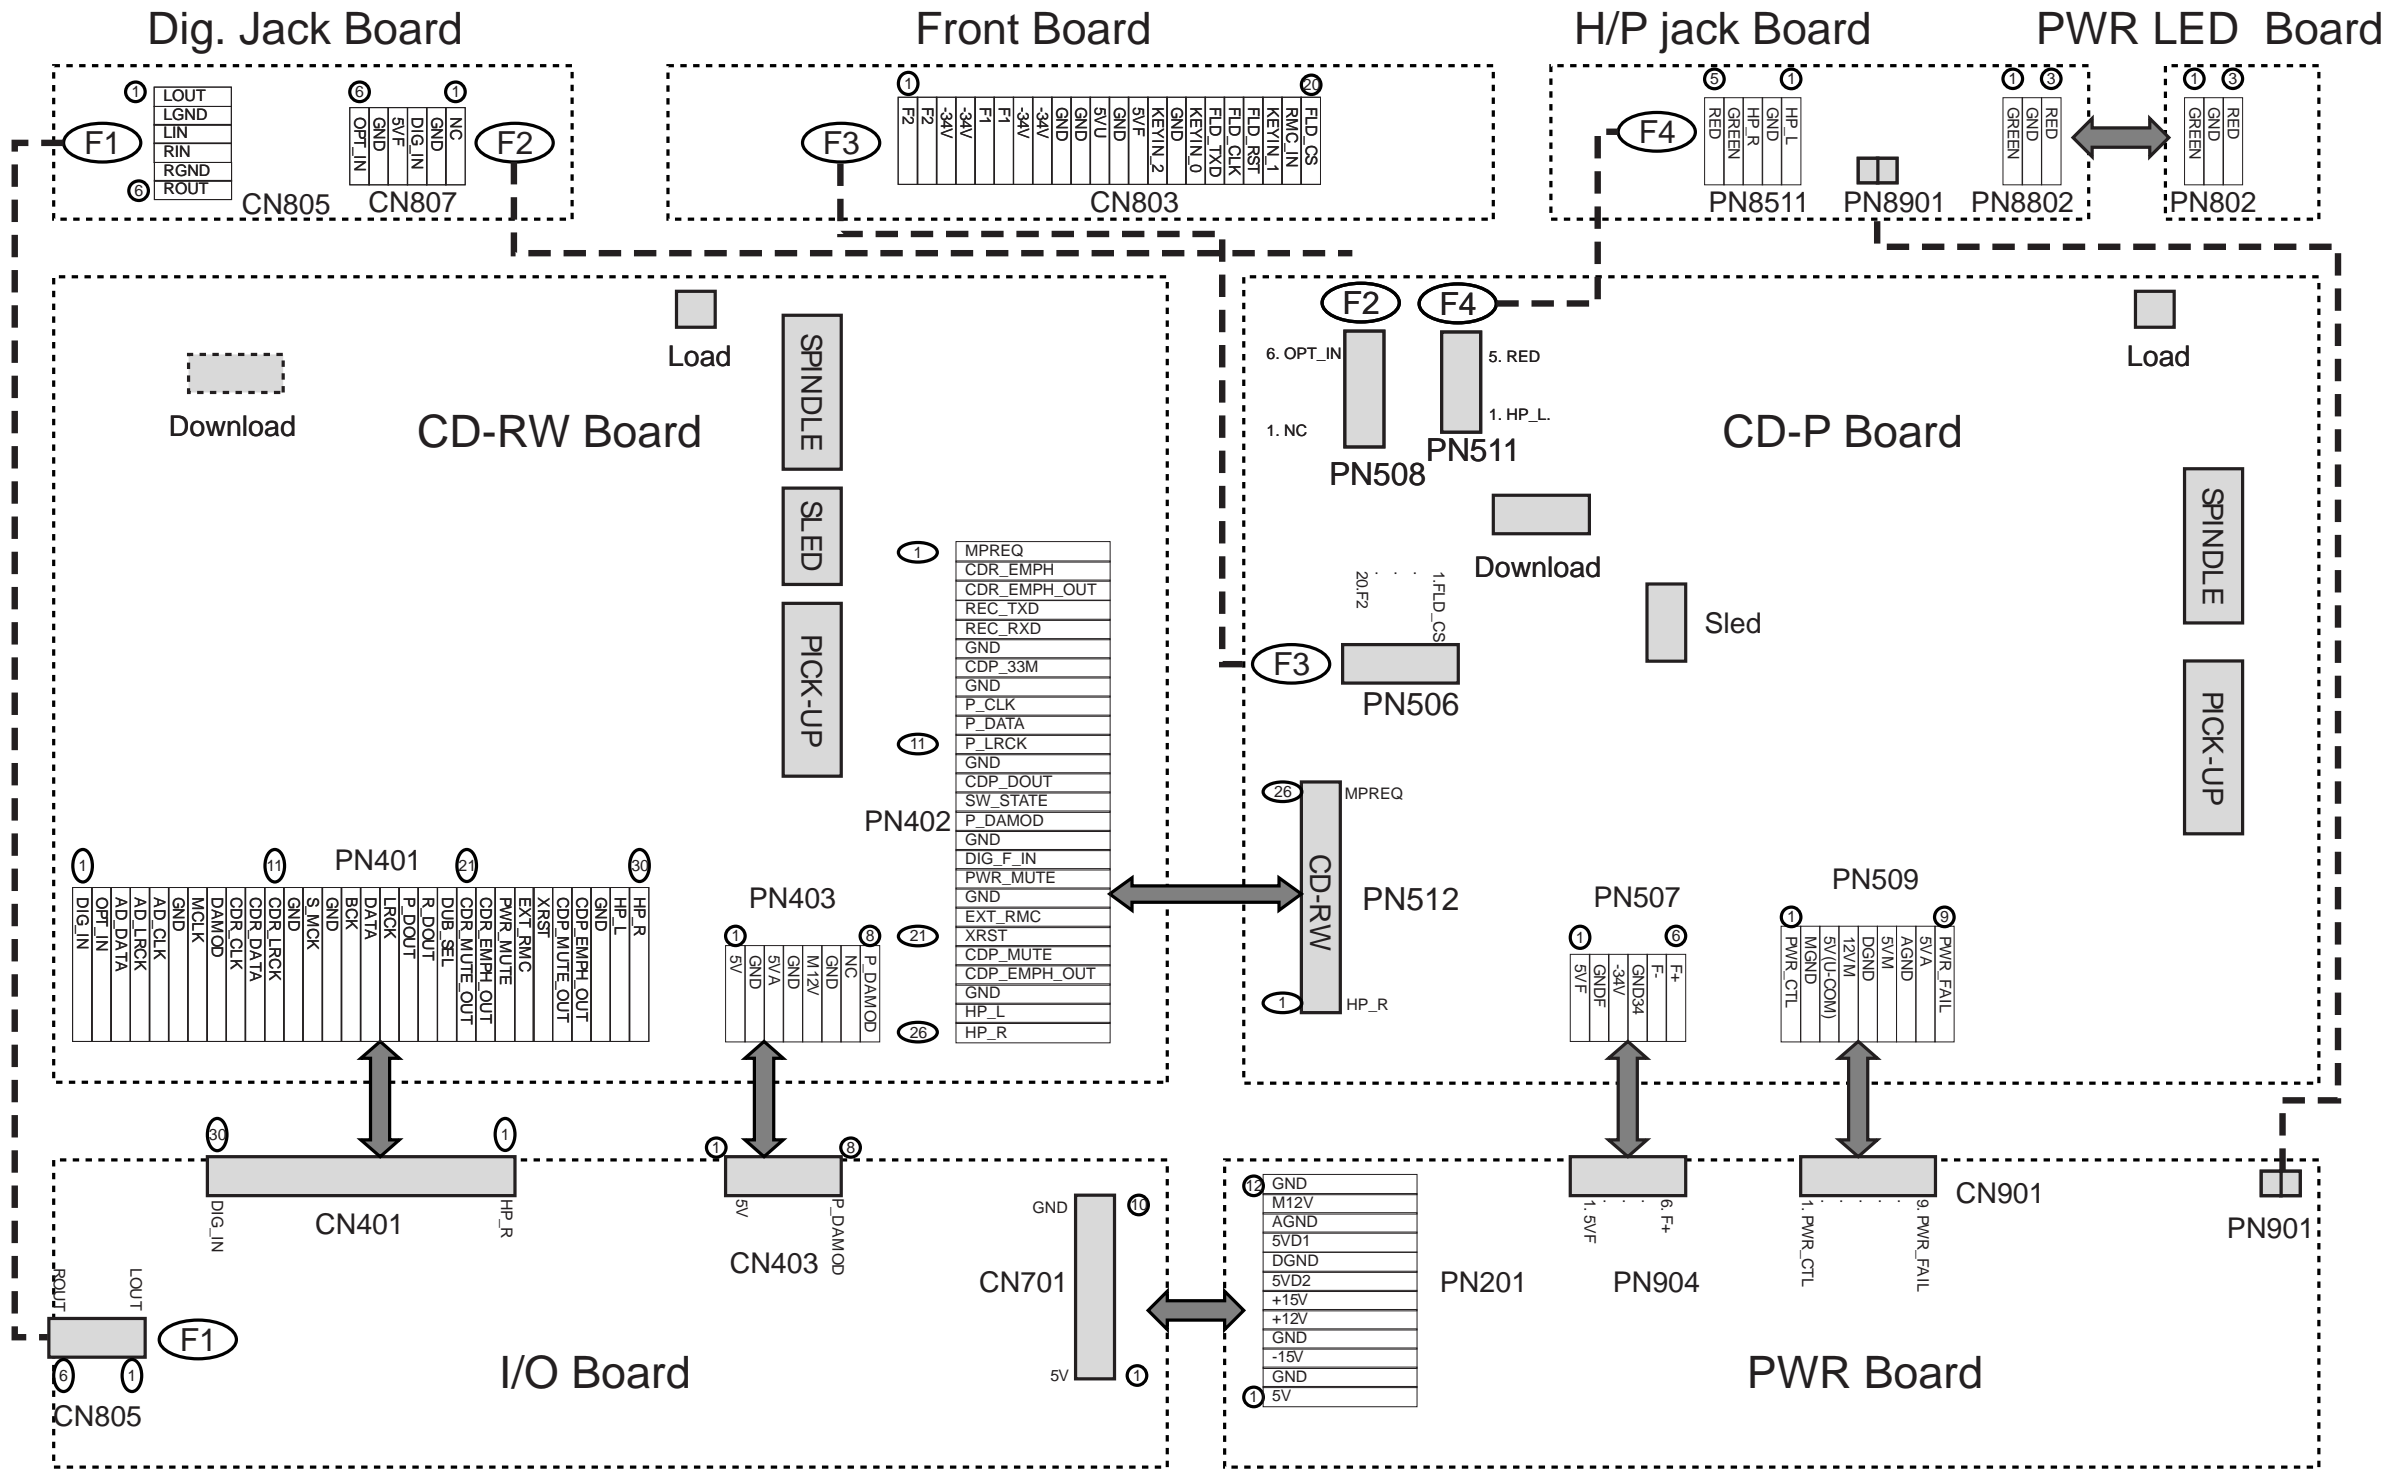 Dig. Jack Board
Front Board
H/P jack Board
PWR LED Board
F1
1
6
LOUT
LGND
LIN
RIN
RGND
ROUT
CN805
6
1
OPT_IN
GND
5VF
DIG_IN
GND
NC
CN807
F2
F3
1
20
F2
F2
-34V
-34V
F1
F1
-34V
-34V
GND
GND
5VU
GND
5VF
KEYIN_2
GND
KEYIN_0
FLD_TXD
FLD_CLK
FLD_RST
KEYIN_1
RMC_IN
FLD_CS
CN803
F4
5
1
RED
GREEN
HP_R
GND
HP_L
PN8511
PN8901
1
3
GREEN
GND
RED
PN8802
1
3
GREEN
GND
RED
PN802
Load
Download
CD-RW Board
SPINDLE
SLED
PICK-UP
PN402
1
11
21
26
MPREQ
CDR_EMPH
CDR_EMPH_OUT
REC_TXD
REC_RXD
GND
CDP_33M
GND
P_CLK
P_DATA
P_LRCK
GND
CDP_DOUT
SW_STATE
P_DAMOD
GND
DIG_F_IN
PWR_MUTE
GND
EXT_RMC
XRST
CDP_MUTE
CDP_EMPH_OUT
GND
HP_L
HP_R
PN401
1
11
21
30
DIG_IN
OPT_IN
AD_DATA
AD_LRCK
AD_CLK
GND
MCLK
DAMOD
CDR_CLK
CDR_DATA
CDR_LRCK
GND
S_MCK
GND
BCK
DATA
LRCK
P_DOUT
R_DOUT
DUB_SEL
CDR_MUTE_OUT
CDR_EMPH_OUT
PWR_MUTE
EXT_RMC
XRST
CDP_MUTE_OUT
CDP_EMPH_OUT
GND
HP_L
HP_R
PN403
1
8
5V
GND
5VA
GND
M12V
GND
NC
P_DAMOD
F2
F4
6. OPT_IN
1. NC
PN508
5. RED
1. HP_L.
PN511
Load
CD-P Board
Download
Sled
SPINDLE
PICK-UP
20.F2
. . .
1.FLD_CS
F3
PN506
26
MPREQ
CD-RW
PN512
1
HP_R
PN507
1
6
5VF
GNDF
-34V
GND34
F-
F+
PN509
1
9
PWR_CTL
MGND
5V(U-COM)
12VM
DGND
5VM
AGND
5VA
PWR_FAIL
30
1
DIG_IN
CN401
HP_R
1
8
5V
CN403
P_DAMOD
GND
10
CN701
5V
1
ROUT
LOUT
F1
6
1
CN805
I/O Board
12
1
GND
M12V
AGND
5VD1
DGND
5VD2
+15V
+12V
GND
-15V
GND
5V
PN201
1. 5VF
. . .
6. F+
PN904
1. PWR_CTL
. . . . .
9. PWR_FAIL
CN901
PN901
PWR Board